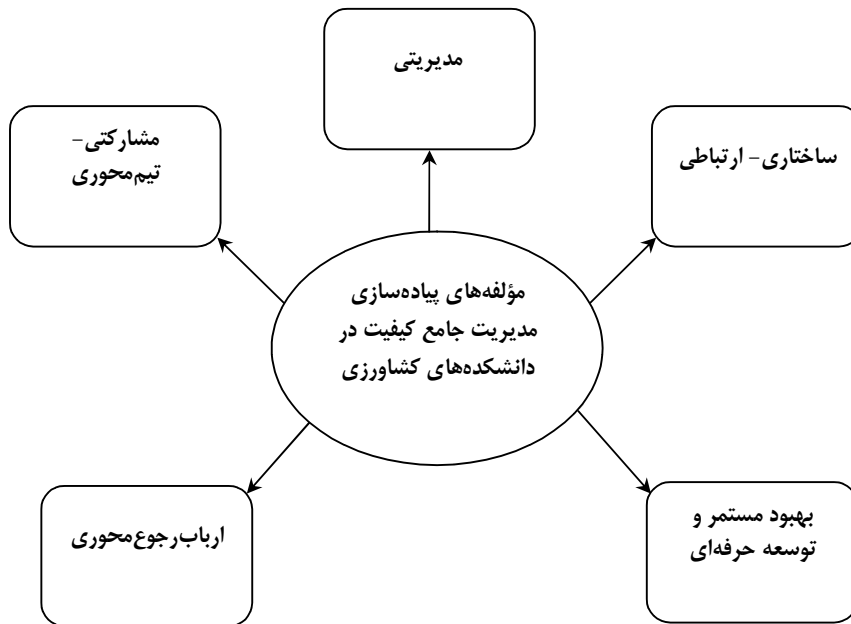 مدیریتی
ساختاری- ارتباطی
مشارکتی-
تیم‌محوری
مؤلفه‌های پیاده‌سازی
مدیریت جامع کیفیت در
دانشکده‌های کشاورزی
بهبود مستمر و
توسعه حرفه‌ای
ارباب‌رجوع‌محوری